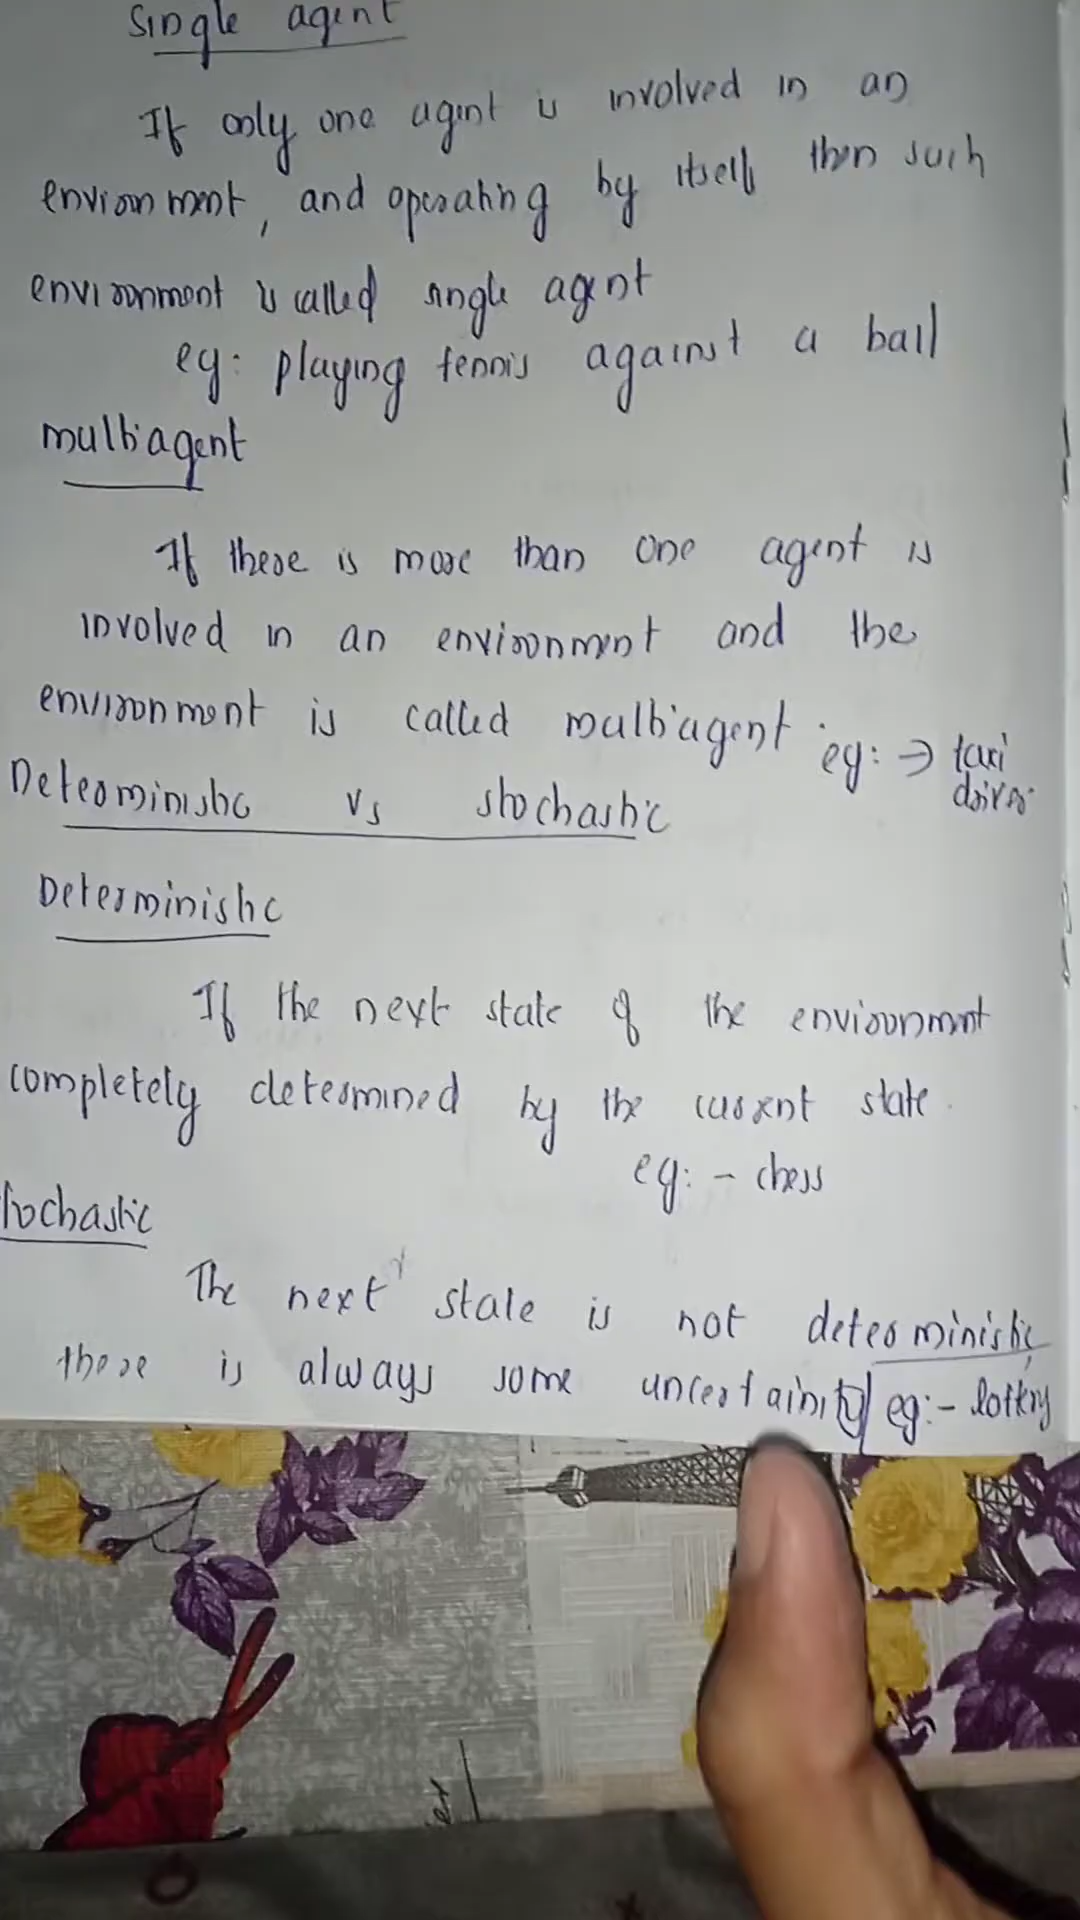 Single agent
If only one agent is involved in an
environment, and operating by itself then such
environment is called single agent
eg: playing tennis against a ball
multiagent
If there is more than one agent is
involved in an environment and the
environment is called multiagent eg: → taxi
driver
Deterministic vs stochastic
Deterministic
If the next state of the environment
completely determined by the current state.
eg: - chess
stochastic
The next state is not deterministic,
there is always some uncertainity eg:- lottery